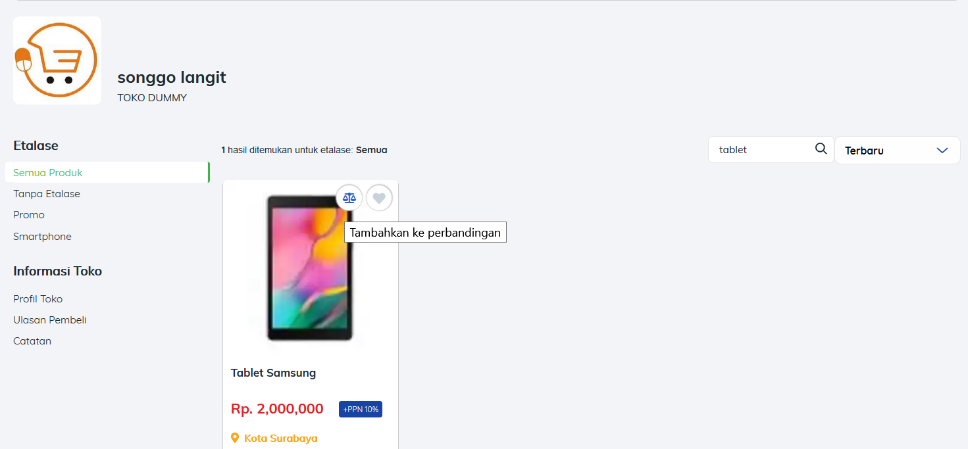 songgo langit
TOKO DUMMY
Etalase
Semua Produk
Tanpa Etalase
Promo
Smartphone
Informasi Toko
Profil Toko
Ulasan Pembeli
Catatan
1 hasil ditemukan untuk etalase: Semua
tablet
Terbaru
Tambahkan ke perbandingan
Tablet Samsung
Rp. 2,000,000 +PPN 10%
Kota Surabaya